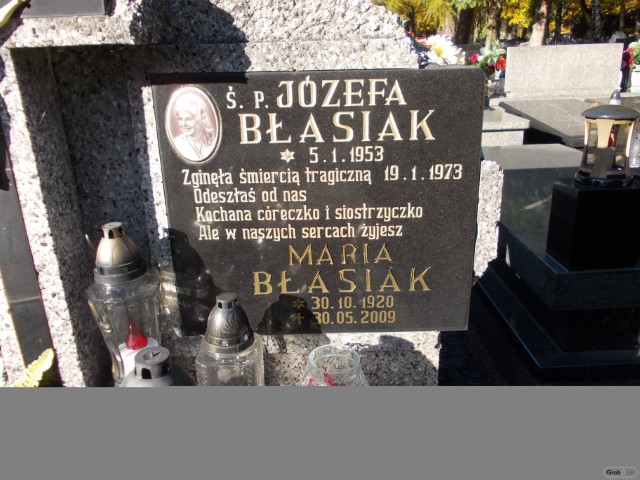 Ś. P. JÓZEFA
BŁASIAK
* 5. 1. 1953
Zginęła śmiercią tragiczną 19. 1. 1973
Odeszłaś od nas
Kochana córeczko i siostrzyczko
Ale w naszych sercach żyjesz
MARIA
BŁASIAK
* 30. 10. 1920
✝ 30. 05. 2009